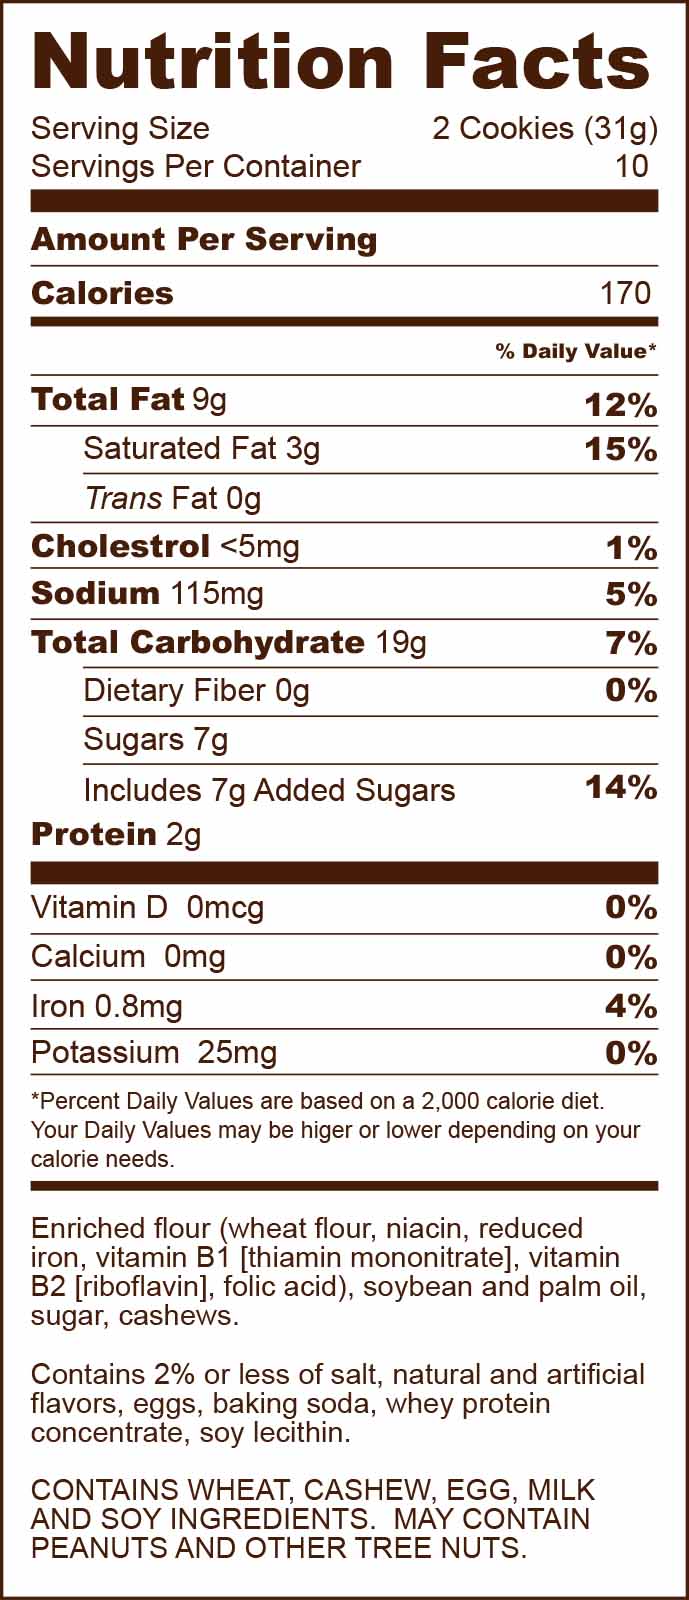 Nutrition Facts
Serving Size 2 Cookies (31g)
Servings Per Container 10
Amount Per Serving
Calories 170
% Daily Value*
Total Fat 9g 12%
Saturated Fat 3g 15%
Trans Fat 0g
Cholestrol <5mg 1%
Sodium 115mg 5%
Total Carbohydrate 19g 7%
Dietary Fiber 0g 0%
Sugars 7g
Includes 7g Added Sugars 14%
Protein 2g
Vitamin D 0mcg 0%
Calcium 0mg 0%
Iron 0.8mg 4%
Potassium 25mg 0%
*Percent Daily Values are based on a 2,000 calorie diet.
Your Daily Values may be higer or lower depending on your
calorie needs.
Enriched flour (wheat flour, niacin, reduced
iron, vitamin B1 [thiamin mononitrate], vitamin
B2 [riboflavin], folic acid), soybean and palm oil,
sugar, cashews.
Contains 2% or less of salt, natural and artificial
flavors, eggs, baking soda, whey protein
concentrate, soy lecithin.
CONTAINS WHEAT, CASHEW, EGG, MILK
AND SOY INGREDIENTS. MAY CONTAIN
PEANUTS AND OTHER TREE NUTS.